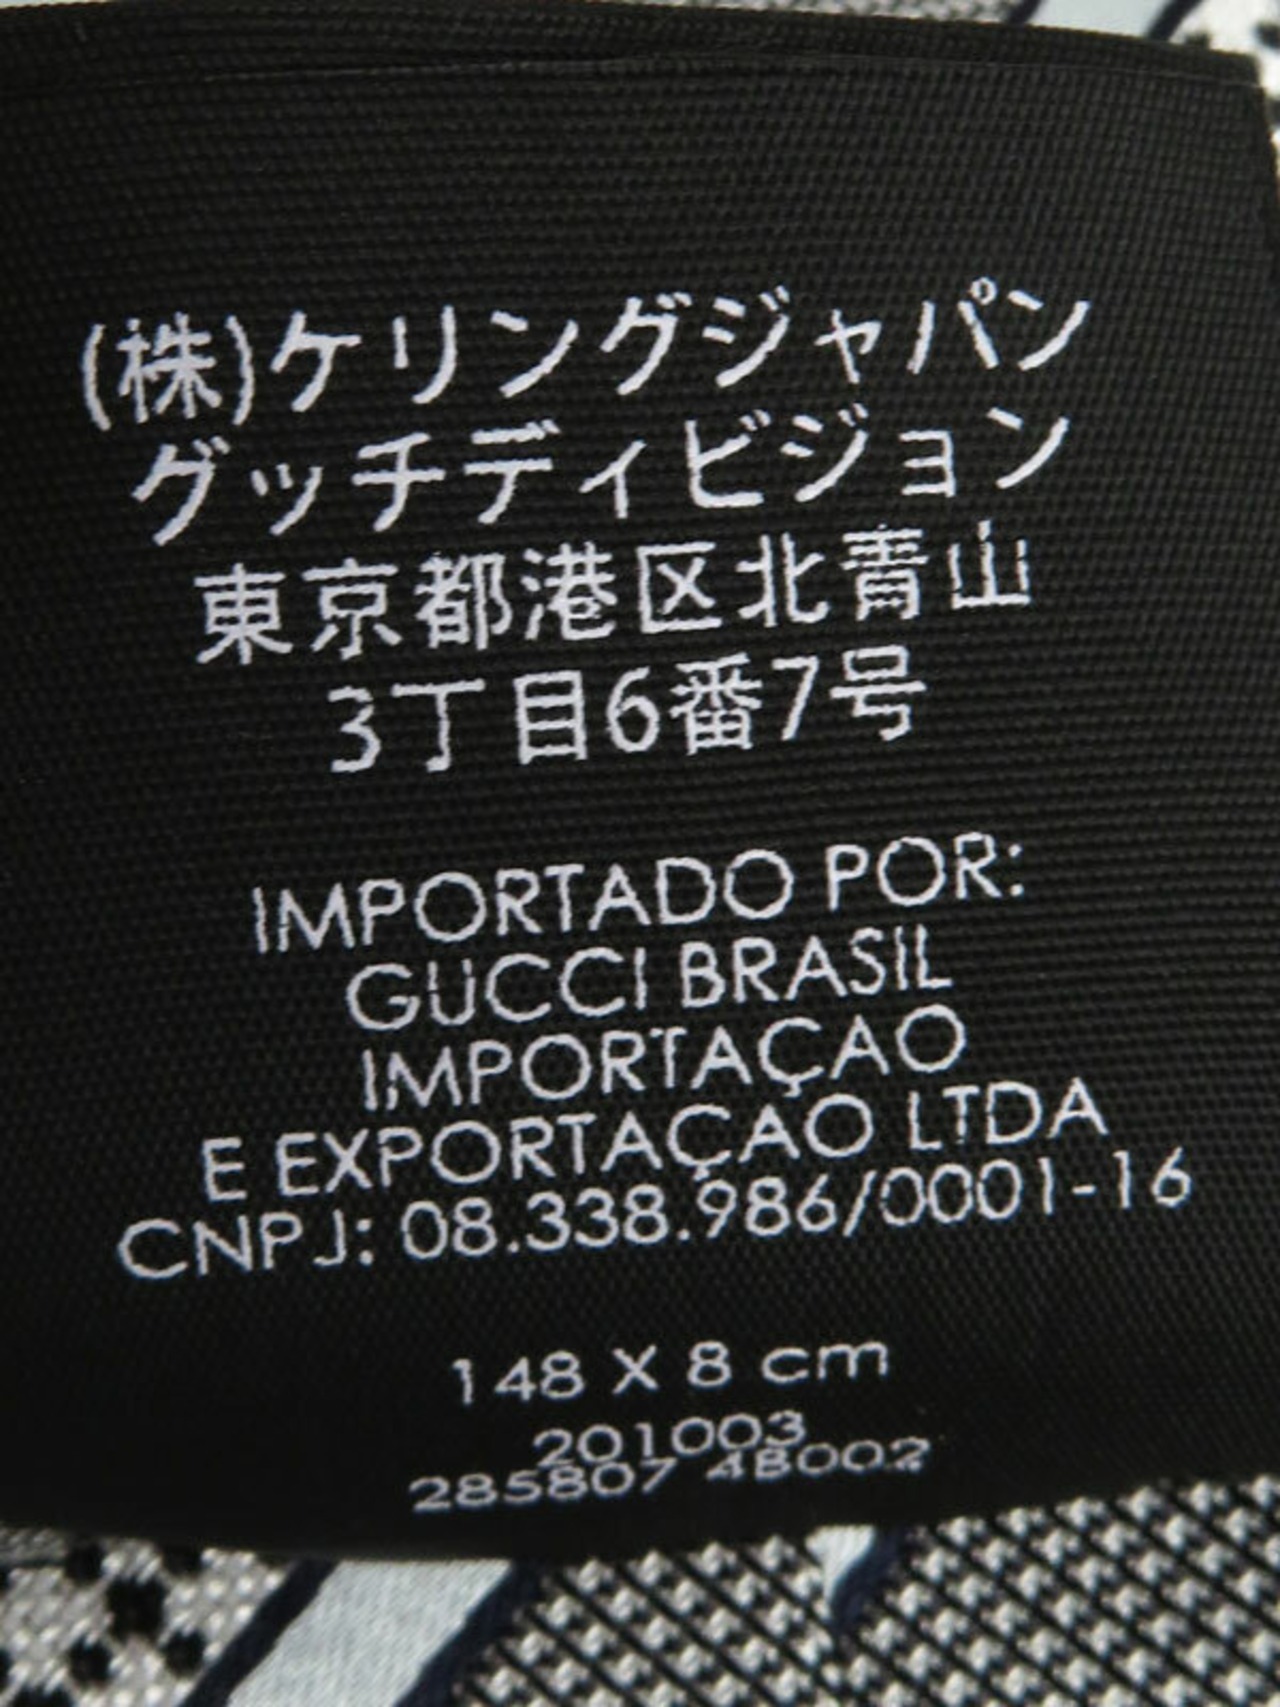 (株)ケリングジャパン
グッチディビジョン
東京都港区北青山
3丁目6番7号
IMPORTADO POR:
GUCCI BRASIL
IMPORTAÇAO
E EXPORTAÇAO LTDA
CNPJ: 08.338.986/0001-16
148 X 8 cm
201003
285807 4B002